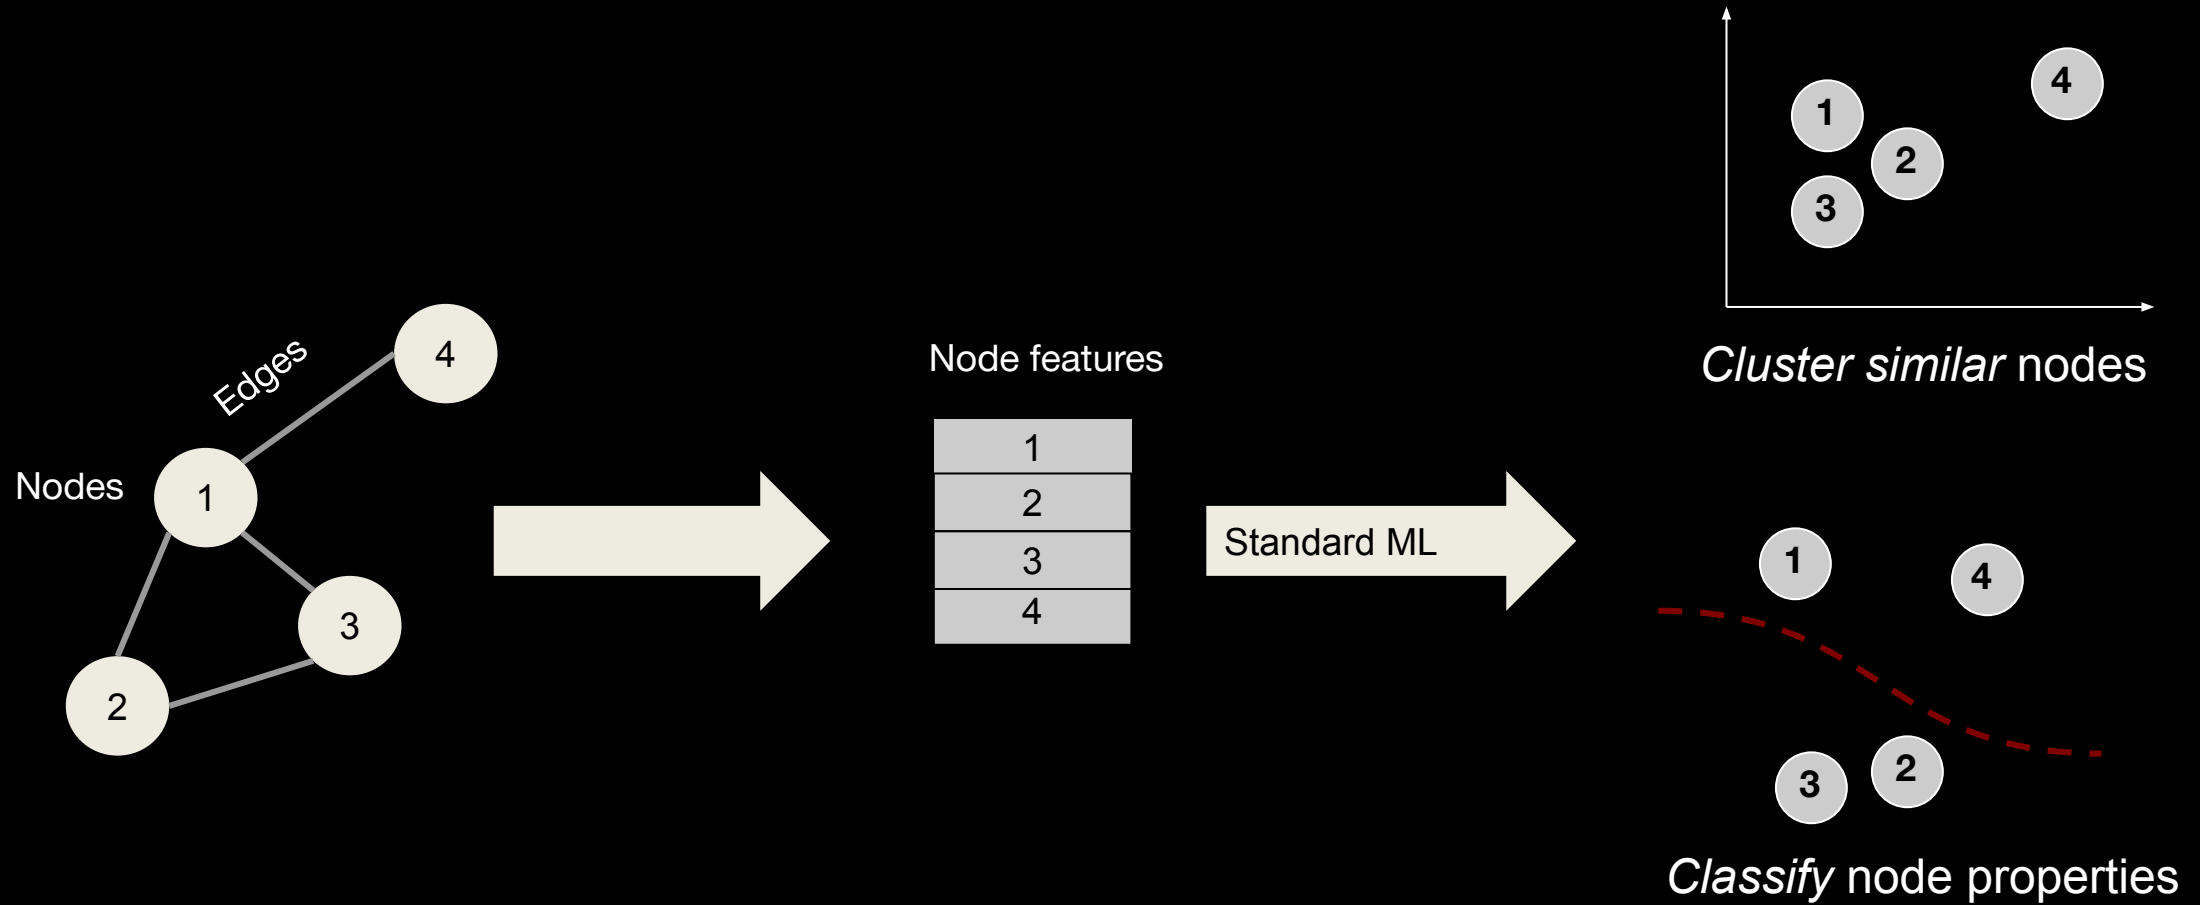 Nodes
Edges
4
1
3
2
Node features
1
2
3
4
Standard ML
1
4
2
3
Cluster similar nodes
1
4
3
2
Classify node properties